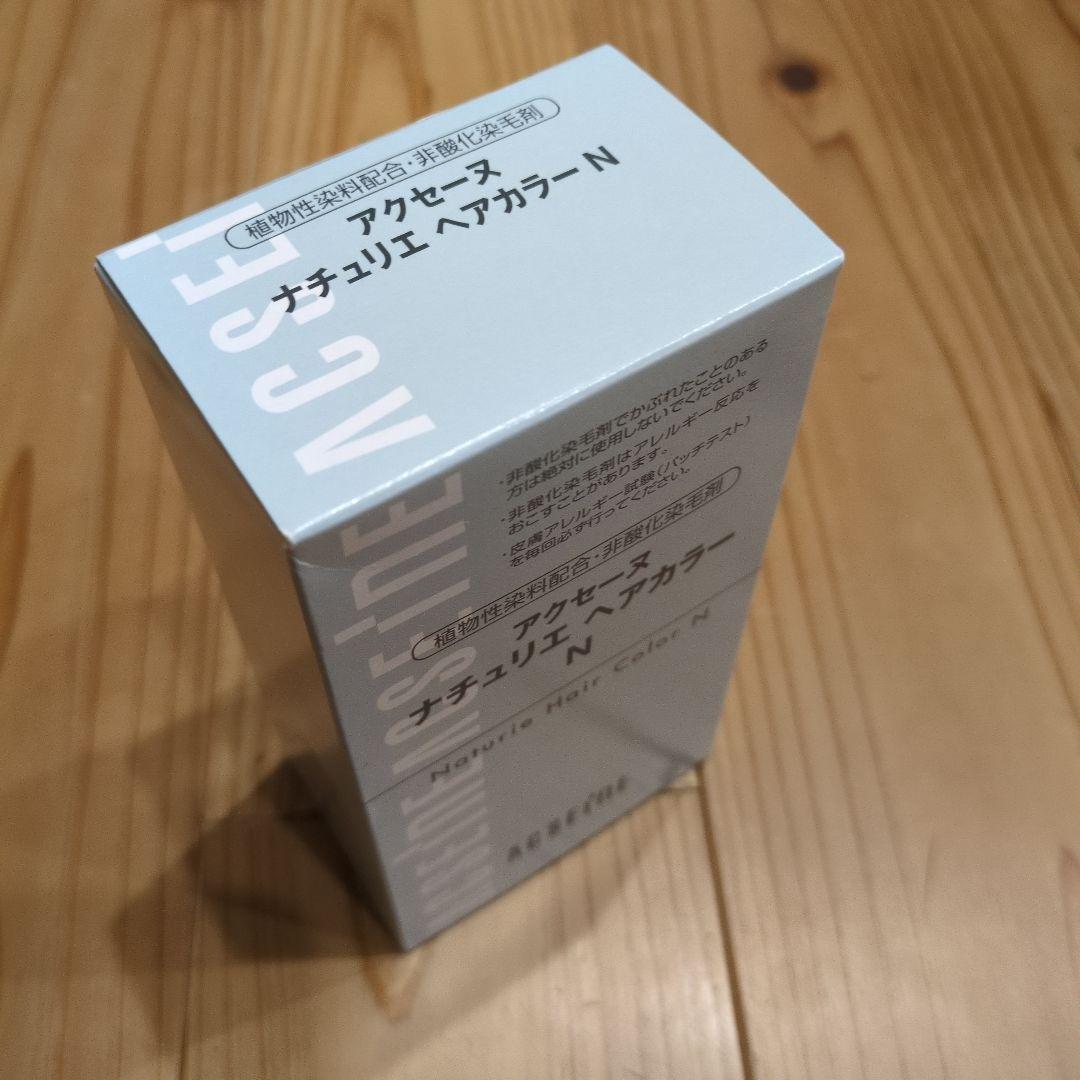 植物性染料配合・非酸化染毛剤
アクセーヌ
ナチュリエ ヘアカラー N
ACSEI
・非酸化染毛剤でかぶれたことのある
方は絶対に使用しないでください。
・非酸化染毛剤はアレルギー反応を
おこすことがあります。
・皮膚アレルギー試験(パッチテスト)
を毎回必ず行ってください。
植物性染料配合・非酸化染毛剤
アクセーヌ
ナチュリエ ヘアカラー
N
Naturie Hair Color N
ACSEINE